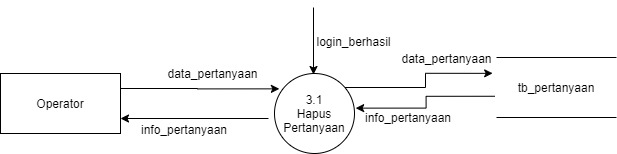 login_berhasil
data_pertanyaan
data_pertanyaan
Operator
3.1
Hapus
Pertanyaan
tb_pertanyaan
info_pertanyaan
info_pertanyaan